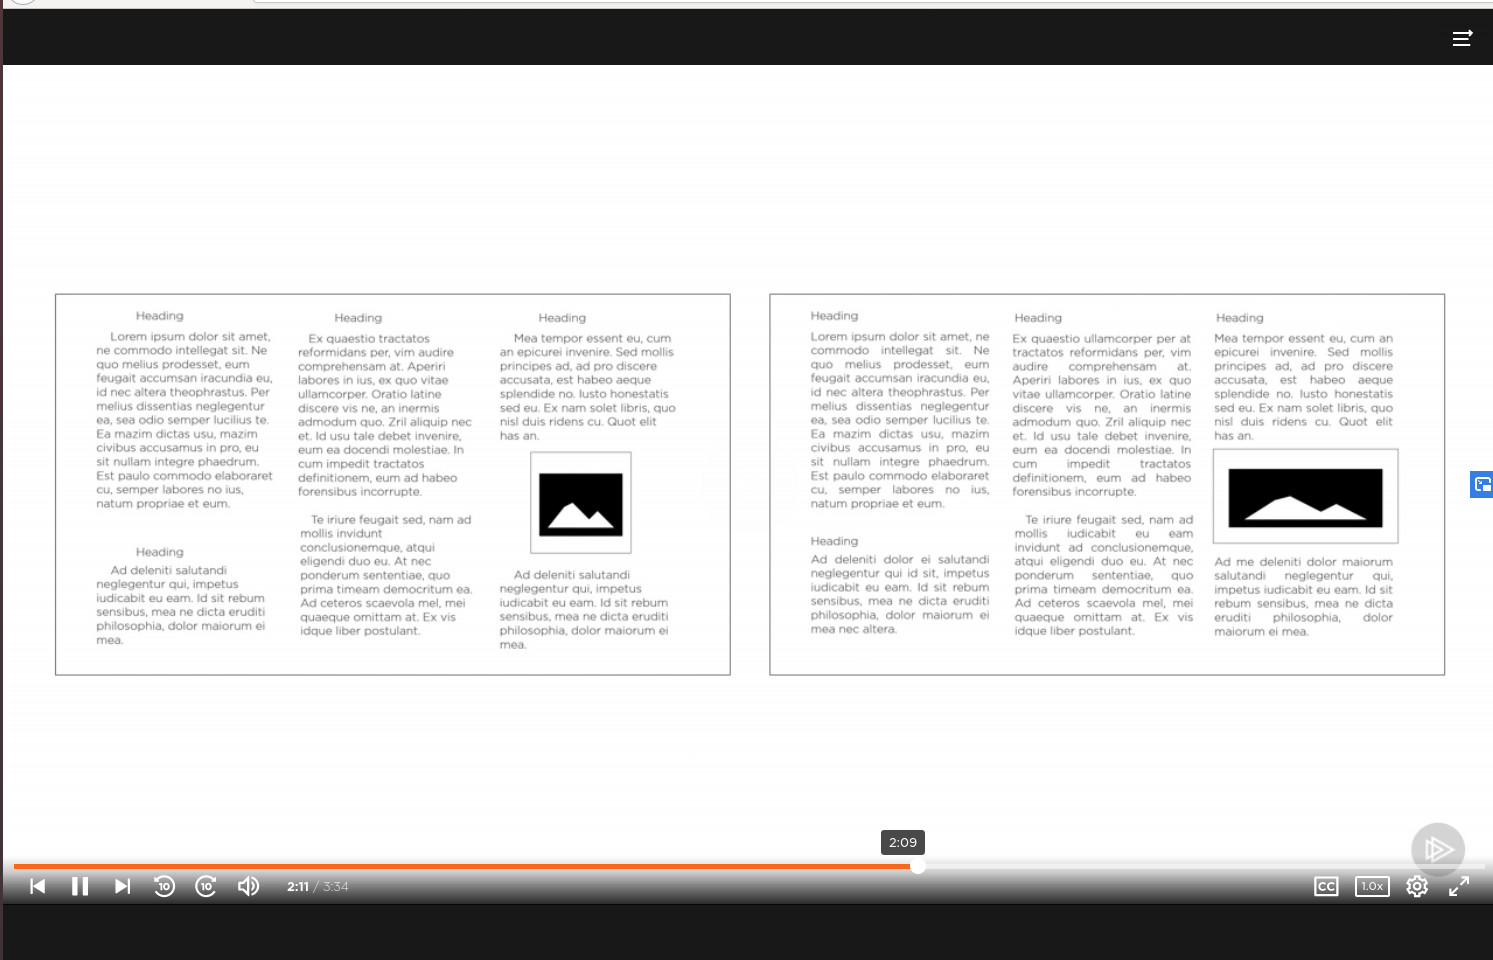 Heading
Lorem ipsum dolor sit amet,
ne commodo intellegat sit. Ne
quo melius prodesset, eum
feugait accumsan iracundia eu,
id nec altera theophrastus. Per
melius dissentias neglegentur
ea, sea odio semper lucilius te.
Ea mazim dictas usu, mazim
civibus accusamus in pro, eu
sit nullam integre phaedrum.
Est paulo commodo elaboraret
cu, semper labores no ius,
natum propriae et eum.
Heading
Ad deleniti salutandi
neglegentur qui, impetus
iudicabit eu eam. Id sit rebum
sensibus, mea ne dicta eruditi
philosophia, dolor maiorum ei
mea.
Heading
Ex quaestio tractatos
reformidans per, vim audire
comprehensam at. Aperiri
labores in ius, ex quo vitae
ullamcorper. Oratio latine
discere vis ne, an inermis
admodum quo. Zril aliquip nec
et. Id usu tale debet invenire,
eum ea docendi molestiae. In
cum impedit tractatos
definitionem, eum ad habeo
forensibus incorrupte.
Te iriure feugait sed, nam ad
mollis invidunt
conclusionemque, atqui
eligendi duo eu. At nec
ponderum sententiae, quo
prima timeam democritum ea.
Ad ceteros scaevola mel, mei
quaeque omittam at. Ex vis
idque liber postulant.
Heading
Mea tempor essent eu, cum
an epicurei invenire. Sed mollis
principes ad, ad pro discere
accusata, est habeo aeque
splendide no. Iusto honestatis
sed eu. Ex nam solet libris, quo
nisl duis ridens cu. Quot elit
has an.
Ad deleniti salutandi
neglegentur qui, impetus
iudicabit eu eam. Id sit rebum
sensibus, mea ne dicta eruditi
philosophia, dolor maiorum ei
mea.
Heading
Lorem ipsum dolor sit amet, ne
commodo intellegat sit. Ne
quo melius prodesset, eum
feugait accumsan iracundia eu,
id nec altera theophrastus. Per
melius dissentias neglegentur
ea, sea odio semper lucilius te.
Ea mazim dictas usu, mazim
civibus accusamus in pro, eu
sit nullam integre phaedrum.
Est paulo commodo elaboraret
cu, semper labores no ius,
natum propriae et eum.
Heading
Ad deleniti dolor ei salutandi
neglegentur qui id sit, impetus
iudicabit eu eam. Id sit rebum
sensibus, mea ne dicta eruditi
philosophia, dolor maiorum ei
mea nec altera.
Heading
Ex quaestio ullamcorper per at
tractatos reformidans per, vim
audire comprehensam at.
Aperiri labores in ius, ex quo
vitae ullamcorper. Oratio latine
discere vis ne, an inermis
admodum quo. Zril aliquip nec
et. Id usu tale debet invenire,
eum ea docendi molestiae. In
cum impedit tractatos
definitionem, eum ad habeo
forensibus incorrupte.
Te iriure feugait sed, nam ad
mollis iudicabit eu eam
invidunt ad conclusionemque,
atqui eligendi duo eu. At nec
ponderum sententiae, quo
prima timeam democritum ea.
Ad ceteros scaevola mel, mei
quaeque omittam at. Ex vis
idque liber postulant.
Heading
Mea tempor essent eu, cum an
epicurei invenire. Sed mollis
principes ad, ad pro discere
accusata, est habeo aeque
splendide no. Iusto honestatis
sed eu. Ex nam solet libris, quo
nisl duis ridens cu. Quot elit
has an.
Ad me deleniti dolor maiorum
salutandi neglegentur qui,
impetus iudicabit eu eam. Id sit
rebum sensibus, mea ne dicta
eruditi philosophia, dolor
maiorum ei mea.
2:09
10 10 2:11 / 3:34 CC 1.0x